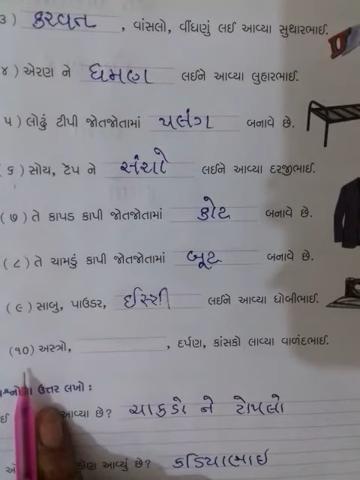 ૩) કરવત , વાંસલો, વીંધણું લઈ આવ્યા સુથારભાઈ.
૪) એરણ ને ધમણ લઈને આવ્યા લુહારભાઈ.
૫) લોઢું ટીપી જોતજોતામાં પલંગ બનાવે છે.
(૬) સોય, ટેપ ને સંચો લઈને આવ્યા દરજીભાઈ.
(૭) તે કાપડ કાપી જોતજોતામાં કોટ બનાવે છે.
(૮) તે ચામડું કાપી જોતજોતામાં બૂટ બનાવે છે.
(૯) સાબુ, પાઉડર, ઈસ્ત્રી લઈને આવ્યા ધોબીભાઈ.
(૧૦) અસ્ત્રો, , દર્પણ, કાંસકો લાવ્યા વાળંદભાઈ.
ઉત્તર લખો :
આવ્યા છે? ચાકડો ને ટોપલો
આવ્યું છે? કડિયાભાઈ